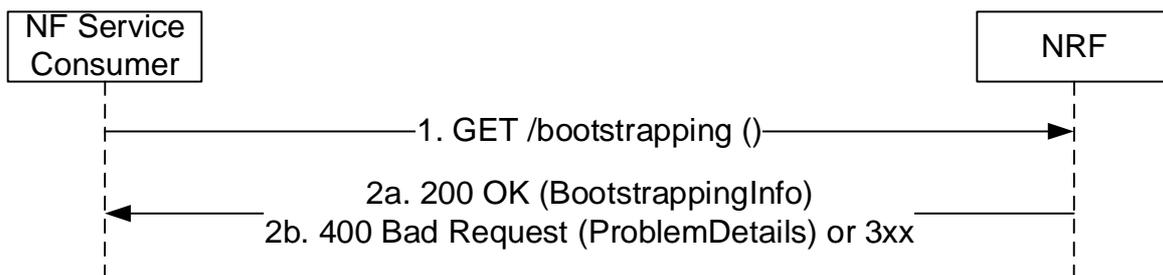 NF Service
Consumer
NRF
1. GET /bootstrapping ()
2a. 200 OK (BootstrappingInfo)
2b. 400 Bad Request (ProblemDetails) or 3xx